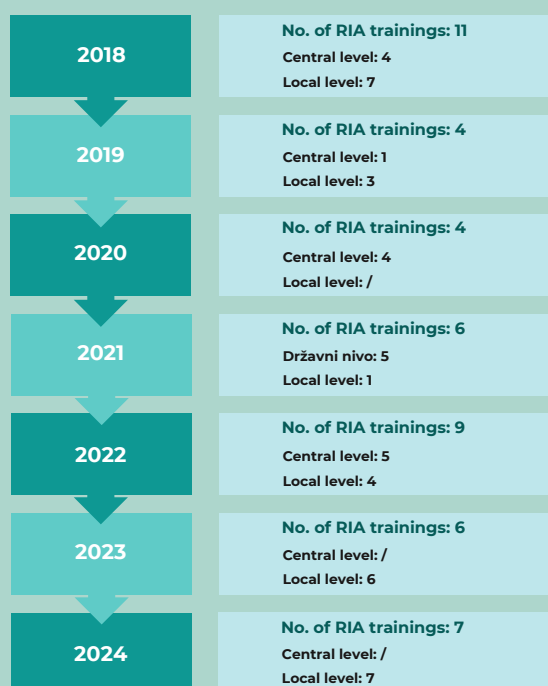 2018
No. of RIA trainings: 11
Central level: 4
Local level: 7
2019
No. of RIA trainings: 4
Central level: 1
Local level: 3
2020
No. of RIA trainings: 4
Central level: 4
Local level: /
2021
No. of RIA trainings: 6
Državni nivo: 5
Local level: 1
2022
No. of RIA trainings: 9
Central level: 5
Local level: 4
2023
No. of RIA trainings: 6
Central level: /
Local level: 6
2024
No. of RIA trainings: 7
Central level: /
Local level: 7